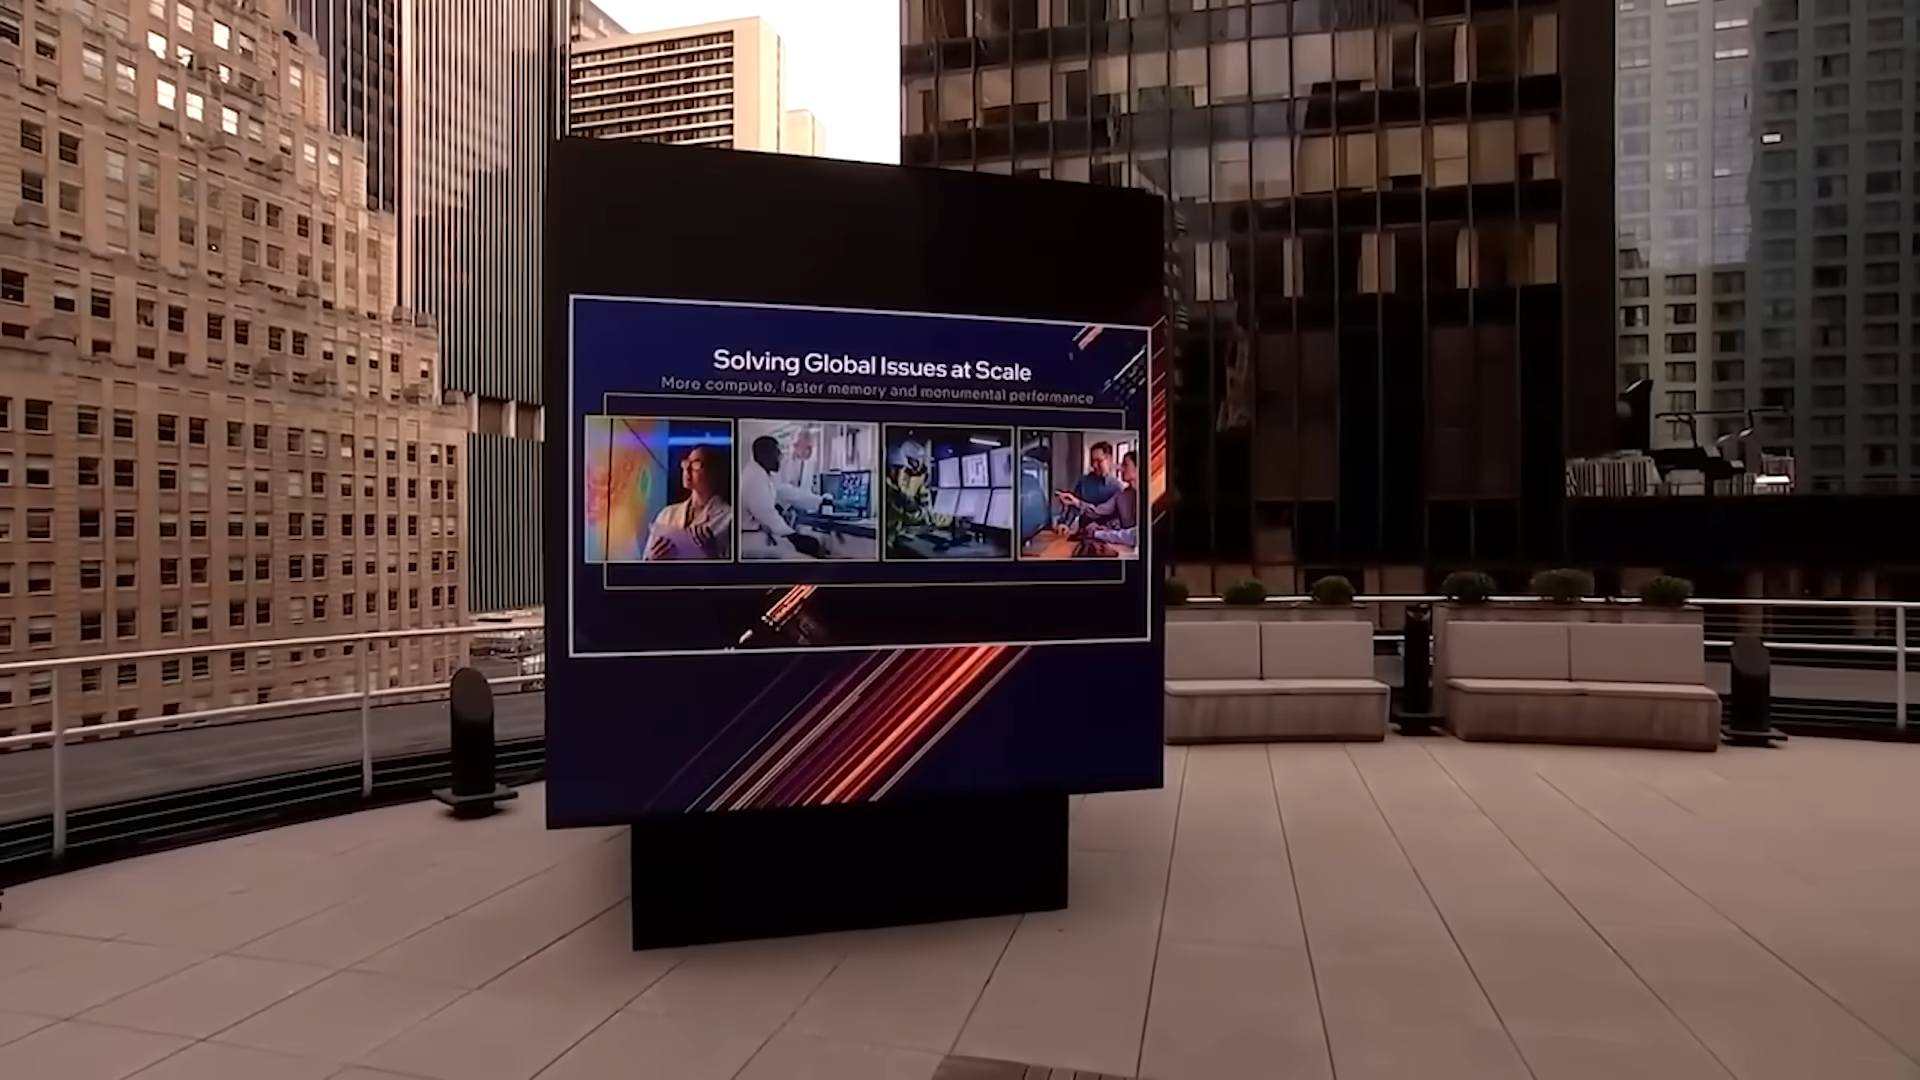 Solving Global Issues at Scale
More compute, faster memory and monumental performance